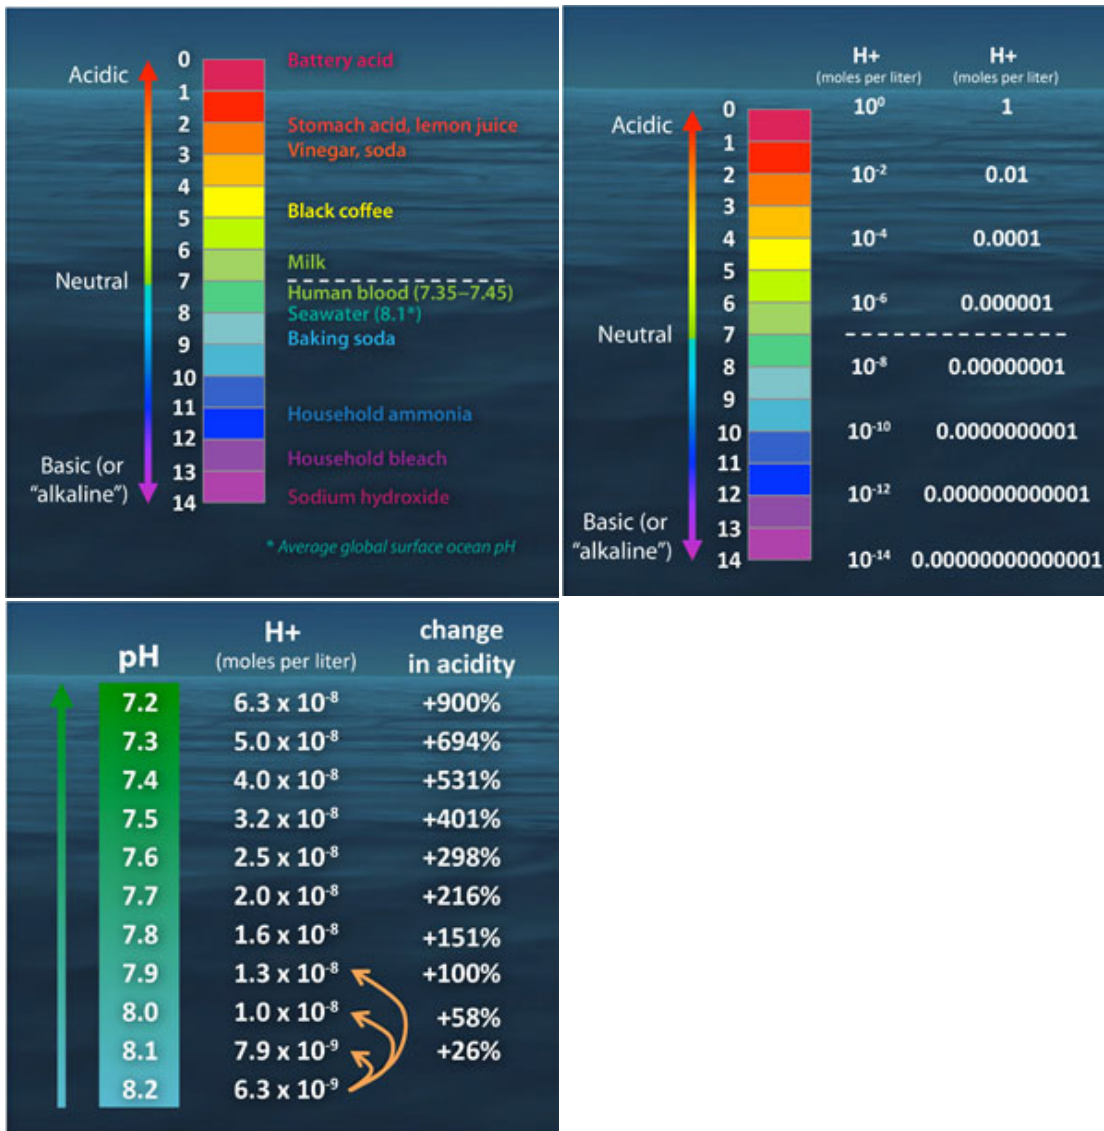 0 Battery acid
Acidic
1
2 Stomach acid, lemon juice
3 Vinegar, soda
4
5 Black coffee
6 Milk
Neutral 7
Human blood (7.35–7.45)
8 Seawater (8.1*)
9 Baking soda
10
11 Household ammonia
12
Household bleach
Basic (or
13
"alkaline")
14 Sodium hydroxide
* Average global surface ocean pH
H+ H+
(moles per liter) (moles per liter)
0 10⁰ 1
Acidic
1
2 10⁻² 0.01
3
4 10⁻⁴ 0.0001
5
6 10⁻⁶ 0.000001
Neutral 7
8 10⁻⁸ 0.00000001
9
10 10⁻¹⁰ 0.0000000001
11
12 10⁻¹² 0.000000000001
Basic (or 13
"alkaline")
14 10⁻¹⁴ 0.00000000000001
pH H+ change
(moles per liter) in acidity
7.2 6.3 x 10⁻⁸ +900%
7.3 5.0 x 10⁻⁸ +694%
7.4 4.0 x 10⁻⁸ +531%
7.5 3.2 x 10⁻⁸ +401%
7.6 2.5 x 10⁻⁸ +298%
7.7 2.0 x 10⁻⁸ +216%
7.8 1.6 x 10⁻⁸ +151%
7.9 1.3 x 10⁻⁸ +100%
8.0 1.0 x 10⁻⁸ +58%
8.1 7.9 x 10⁻⁹ +26%
8.2 6.3 x 10⁻⁹